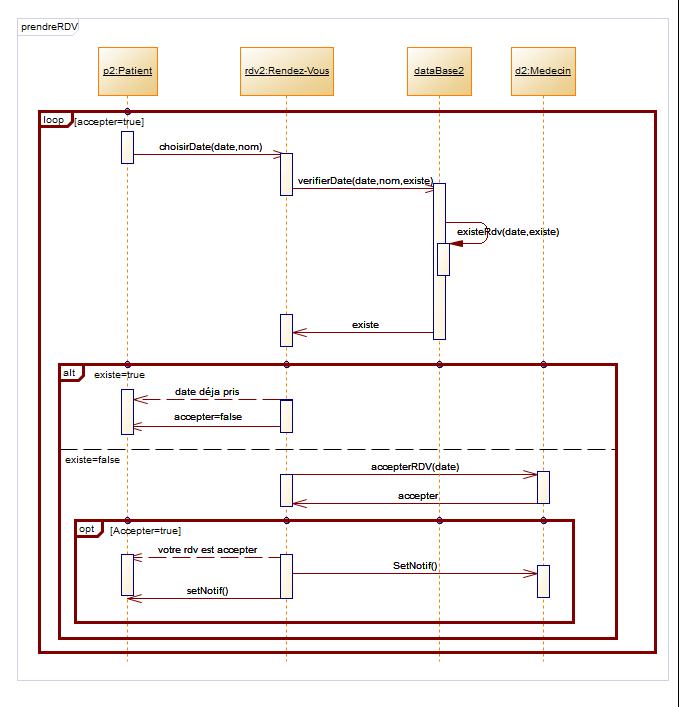 prendreRDV
p2:Patient
rdv2:Rendez-Vous
dataBase2
d2:Medecin
loop
[accepter=true]
choisirDate(date,nom)
verifierDate(date,nom,existe)
existeRdv(date,existe)
existe
alt
existe=true
date déja pris
accepter=false
existe=false
accepterRDV(date)
accepter
opt
[Accepter=true]
votre rdv est accepter
SetNotif()
setNotif()